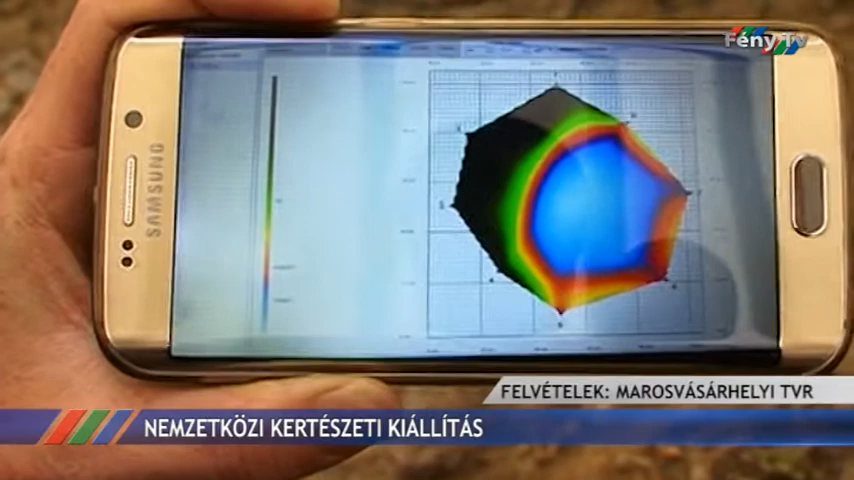 Fény Tv
SAMSUNG
FELVÉTELEK: MAROSVÁSÁRHELYI TVR
NEMZETKÖZI KERTÉSZETI KIÁLLÍTÁS